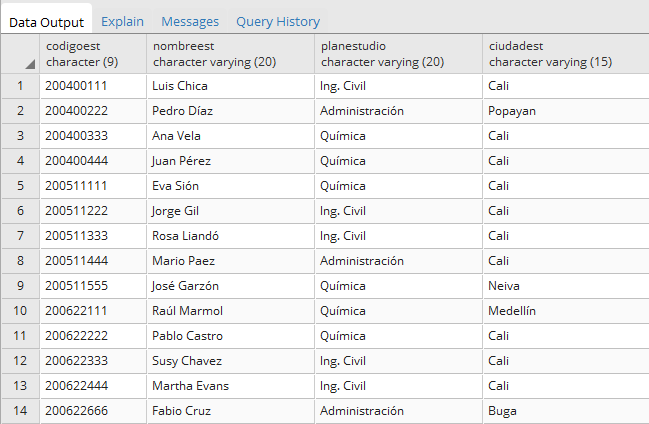 Data Output Explain Messages Query History
codigoest nombreest planestudio ciudadest
character (9) character varying (20) character varying (20) character varying (15)
1 200400111 Luis Chica Ing. Civil Cali
2 200400222 Pedro Díaz Administración Popayan
3 200400333 Ana Vela Química Cali
4 200400444 Juan Pérez Química Cali
5 200511111 Eva Sión Química Cali
6 200511222 Jorge Gil Ing. Civil Cali
7 200511333 Rosa Liandó Ing. Civil Cali
8 200511444 Mario Paez Administración Cali
9 200511555 José Garzón Química Neiva
10 200622111 Raúl Marmol Química Medellín
11 200622222 Pablo Castro Química Cali
12 200622333 Susy Chavez Ing. Civil Cali
13 200622444 Martha Evans Ing. Civil Cali
14 200622666 Fabio Cruz Administración Buga